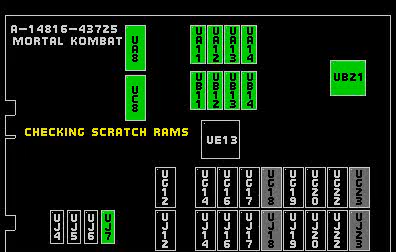 A-14816-43725
MORTAL KOMBAT
UA8
UA11 UA12 UA13 UA14
UC8
UB11 UB12 UB13 UB14
UB21
CHECKING SCRATCH RAMS
UE13
UG12 UG14 UG16 UG17 UG18 UG19 UG20 UG22 UG23
UJ4 UJ5 UJ6 UJ7
UJ12 UJ14 UJ16 UJ17 UJ18 UJ19 UJ20 UJ22 UJ23